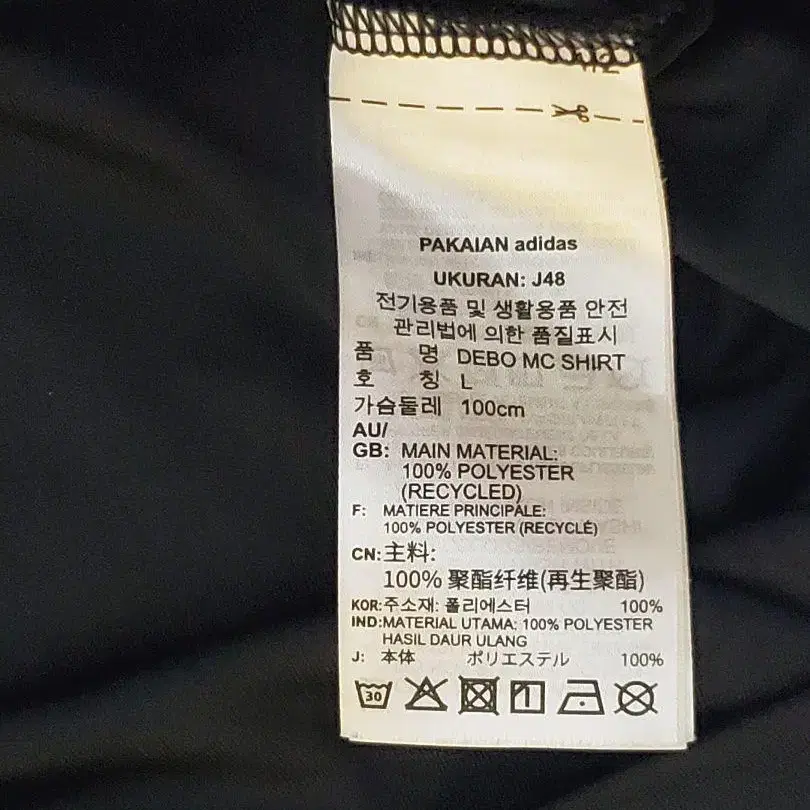 PAKAIAN adidas
UKURAN: J48
전기용품 및 생활용품 안전
관리법에 의한 품질표시
품 명 DEBO MC SHIRT
호 칭 L
가슴둘레 100cm
AU/
GB: MAIN MATERIAL:
100% POLYESTER
(RECYCLED)
F: MATIERE PRINCIPALE:
100% POLYESTER (RECYCLÉ)
CN: 主料:
100% 聚酯纤维(再生聚酯)
KOR: 주소재: 폴리에스터 100%
IND: MATERIAL UTAMA: 100% POLYESTER
HASIL DAUR ULANG
J: 本体 ポリエステル 100%
30